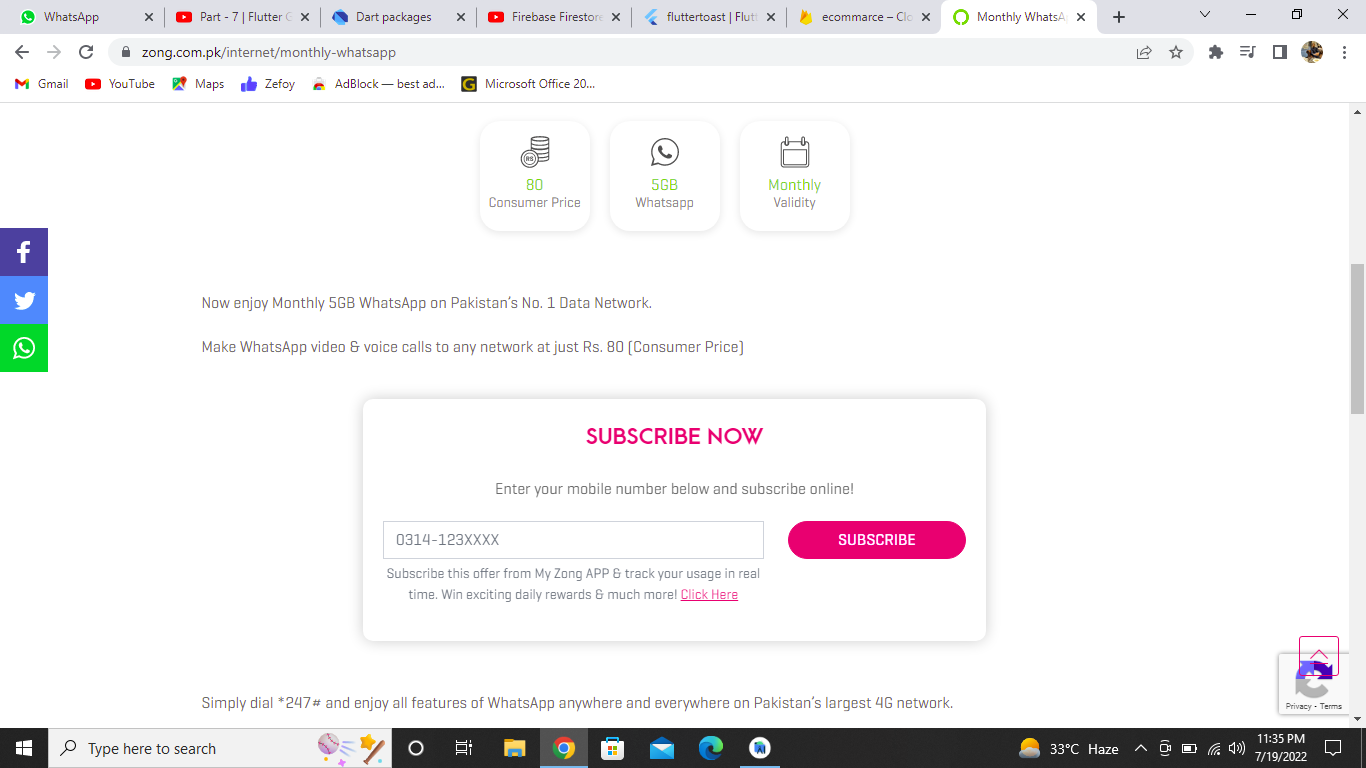 WhatsApp
Part - 7 | Flutter
Dart packages
Firebase Firestore
fluttertoast | Flut
ecommarce – Clo
Monthly WhatsA
zong.com.pk/internet/monthly-whatsapp
Gmail
YouTube
Maps
Zefoy
AdBlock — best ad...
Microsoft Office 20...
RS
80
Consumer Price
5GB
Whatsapp
Monthly
Validity
Now enjoy Monthly 5GB WhatsApp on Pakistan's No. 1 Data Network.
Make WhatsApp video & voice calls to any network at just Rs. 80 (Consumer Price)
SUBSCRIBE NOW
Enter your mobile number below and subscribe online!
0314-123XXXX
SUBSCRIBE
Subscribe this offer from My Zong APP & track your usage in real
time. Win exciting daily rewards & much more! Click Here
Simply dial *247# and enjoy all features of WhatsApp anywhere and everywhere on Pakistan's largest 4G network.
Privacy - Terms
Type here to search
33°C Haze
11:35 PM
7/19/2022